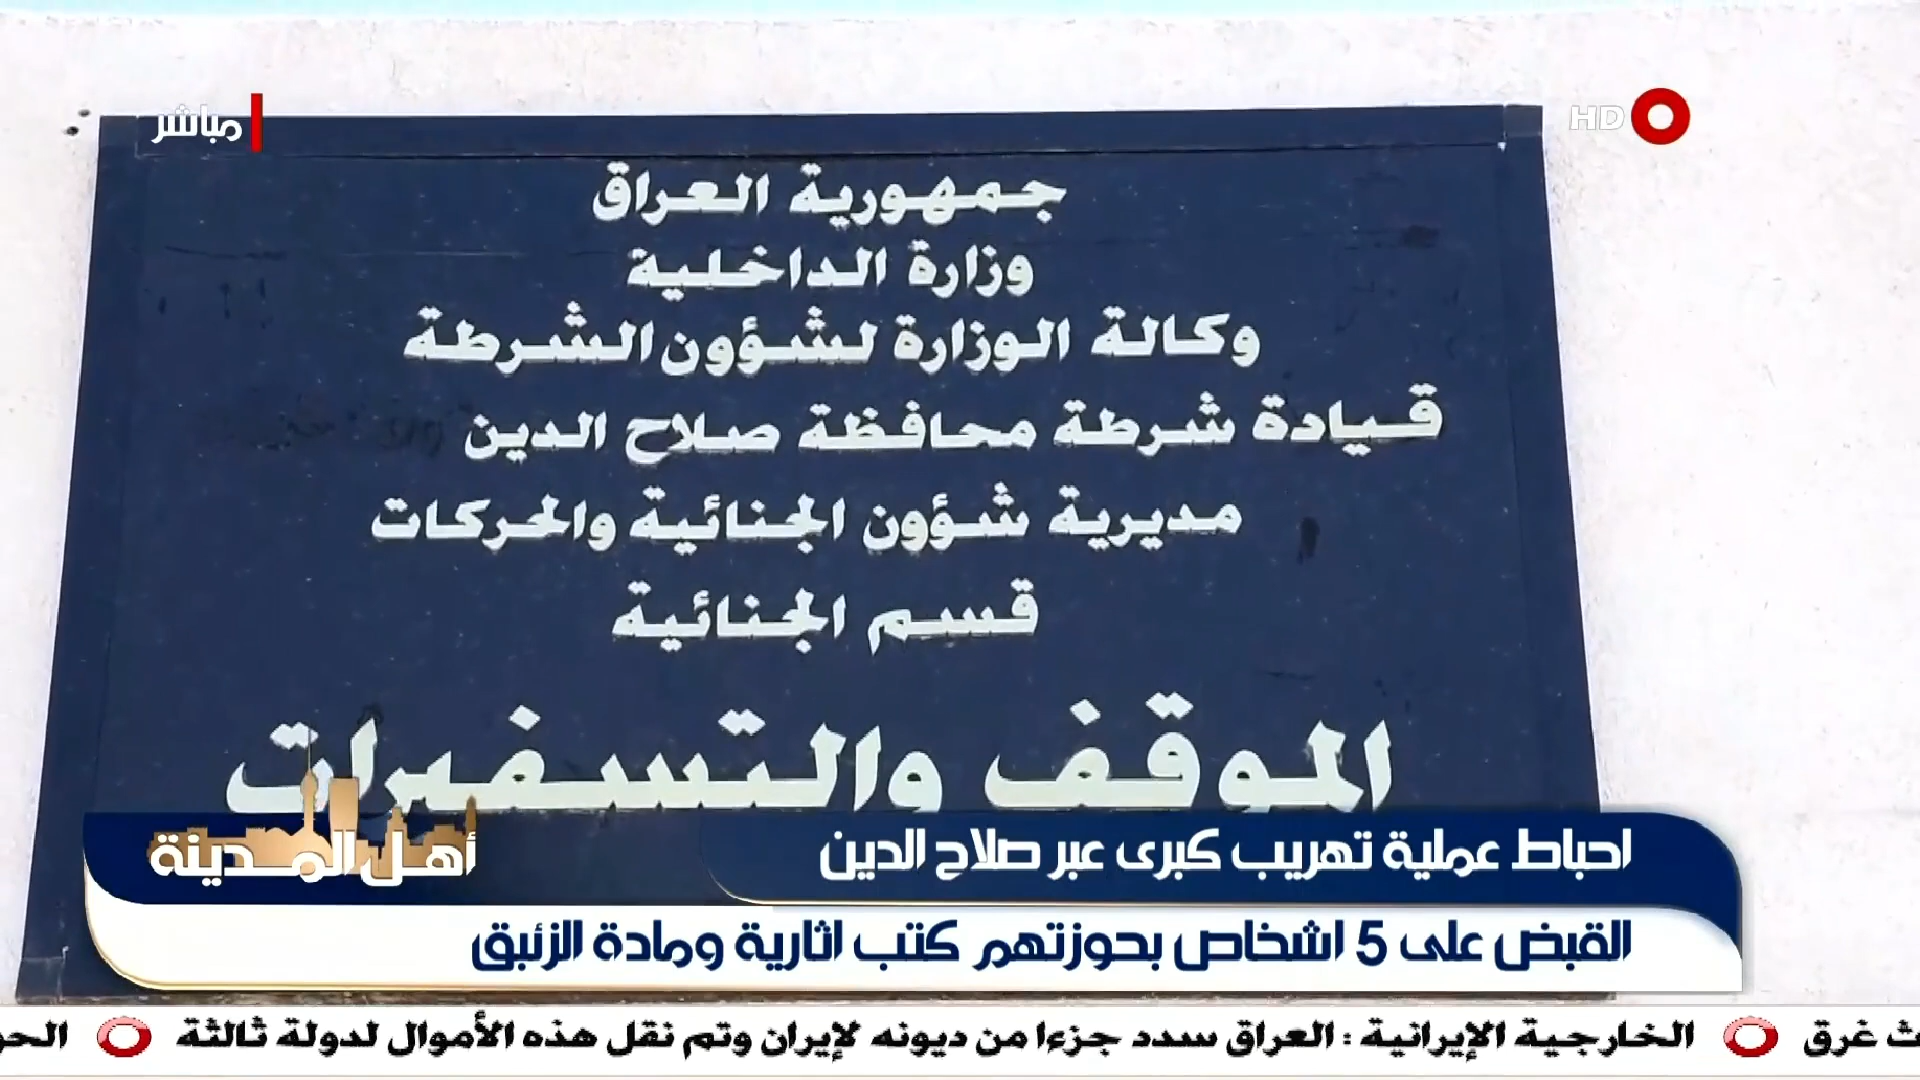 مباشر
HD
جمهورية العراق
وزارة الداخلية
وكالة الوزارة لشؤون الشرطة
قيادة شرطة محافظة صلاح الدين
مديرية شؤون الجنائية والحركات
قسم الجنائية
الموقف والتسفيرات
أهل المدينة
احباط عملية تهريب كبرى عبر صلاح الدين
القبض على 5 اشخاص بحوزتهم كتب اثارية ومادة الزئبق
غرق
الخارجية الإيرانية : العراق سدد جزءا من ديونه لإيران وتم نقل هذه الأموال لدولة ثالثة